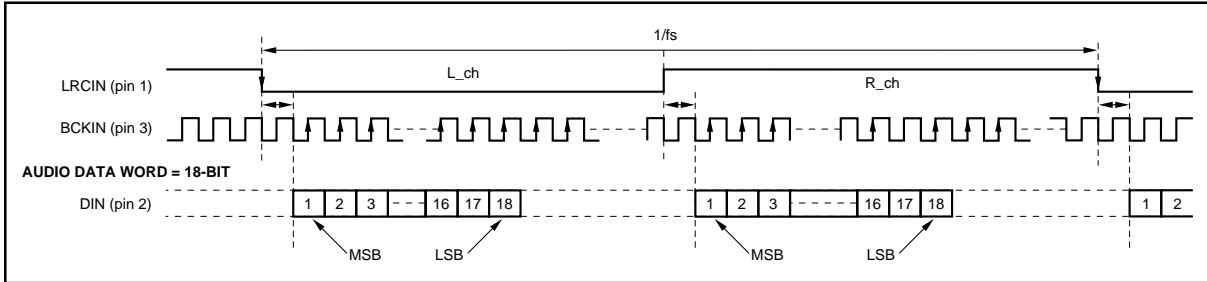 1/fs
L_ch
R_ch
LRCIN (pin 1)
BCKIN (pin 3)
AUDIO DATA WORD = 18-BIT
DIN (pin 2)
1 2 3 16 17 18 1 2 3 16 17 18 1 2
MSB LSB MSB LSB